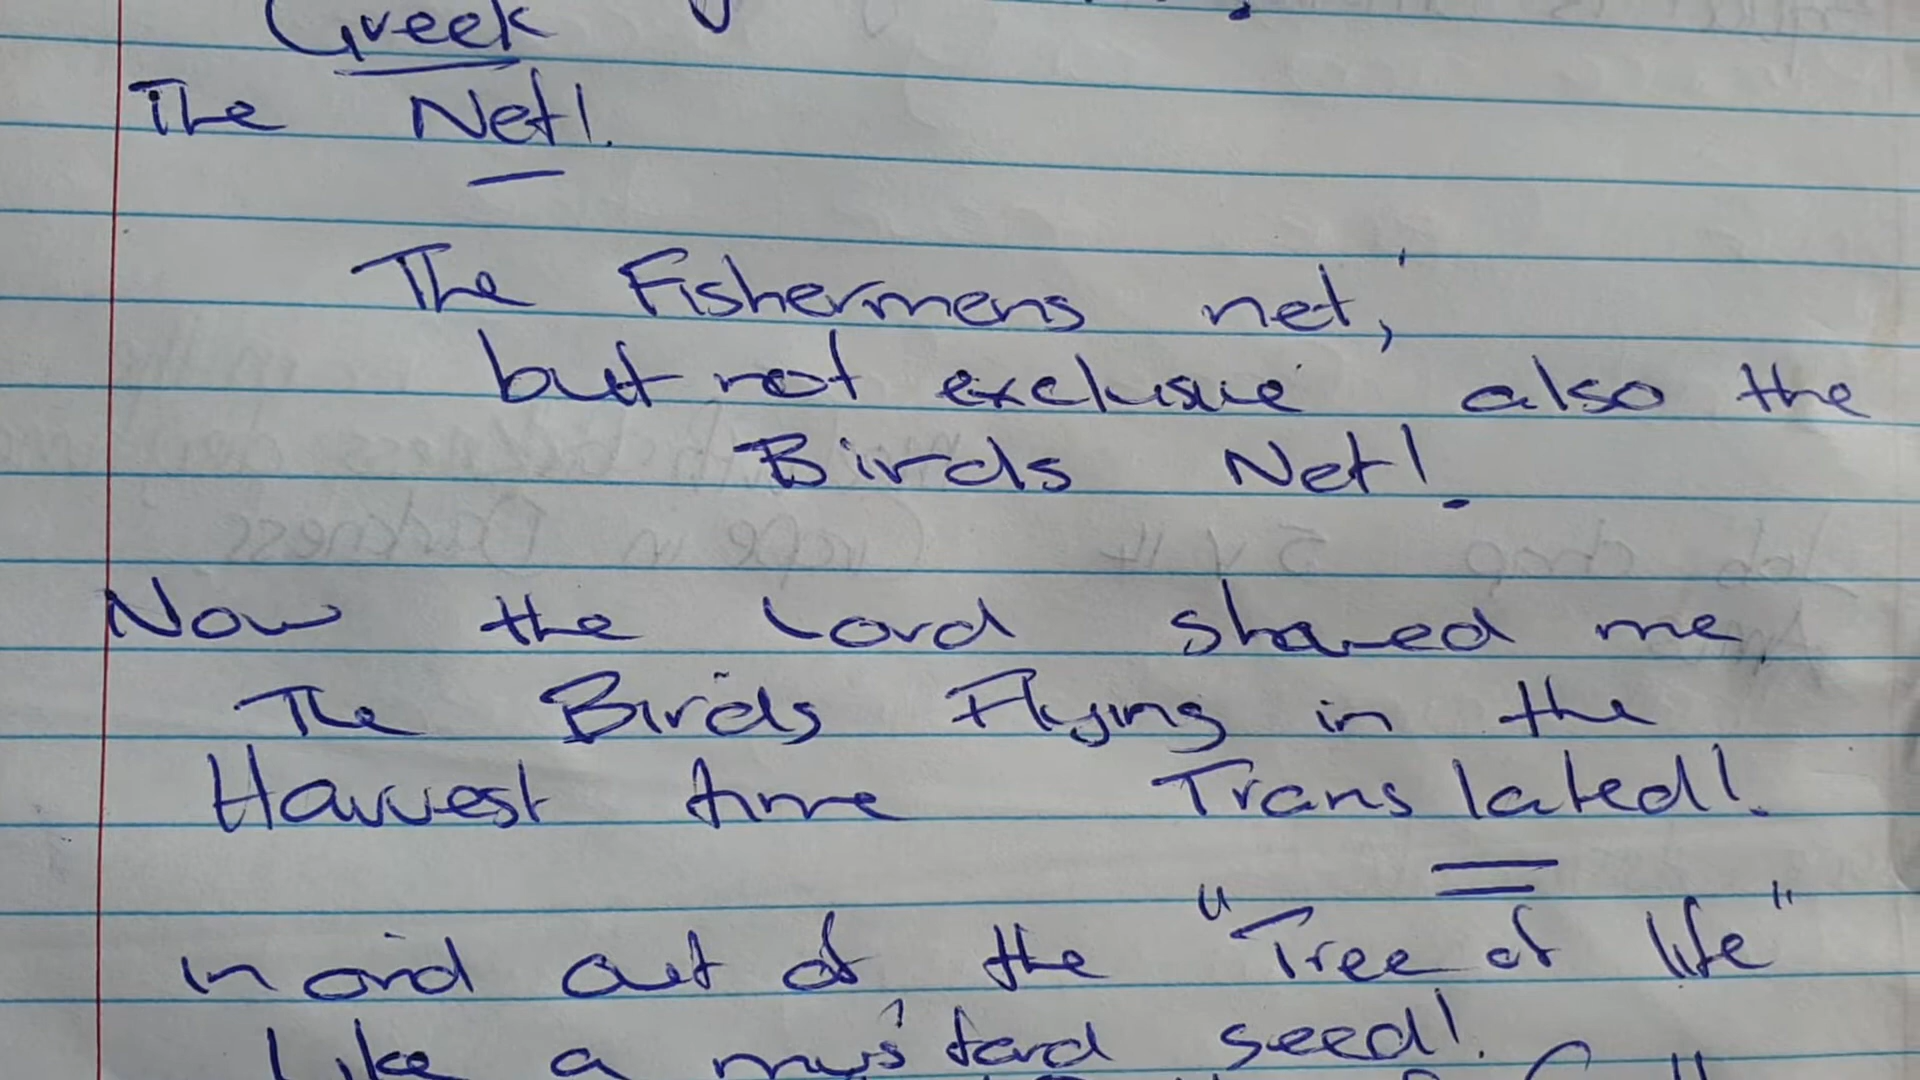 Greek
The Net!.
The Fishermens net,
but not exclusive also the
Birds Net!.
Now the Lord shared me
The Birds Flying in the
Harvest time Translated!.
in and out of the "Tree of life"
Like a mustard seed!.